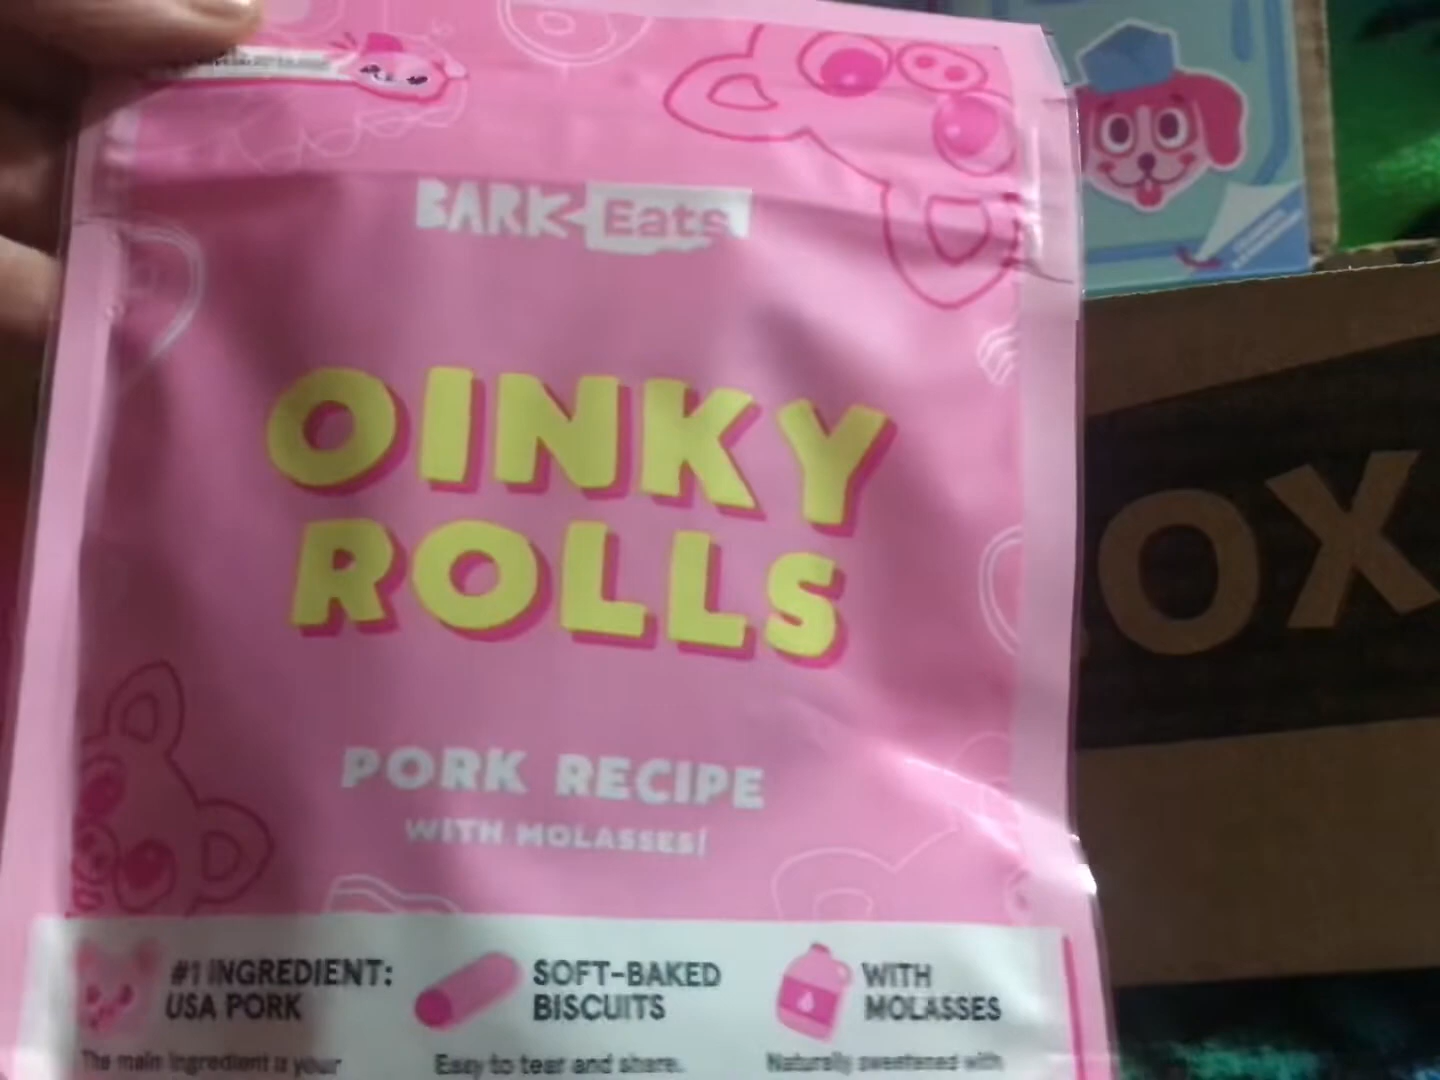 BARK Eats
OINKY
ROLLS
PORK RECIPE
WITH MOLASSES!
#1 INGREDIENT:
USA PORK
The main ingredient is your
SOFT-BAKED
BISCUITS
Easy to tear and share.
WITH
MOLASSES
Naturally sweetened with
OX